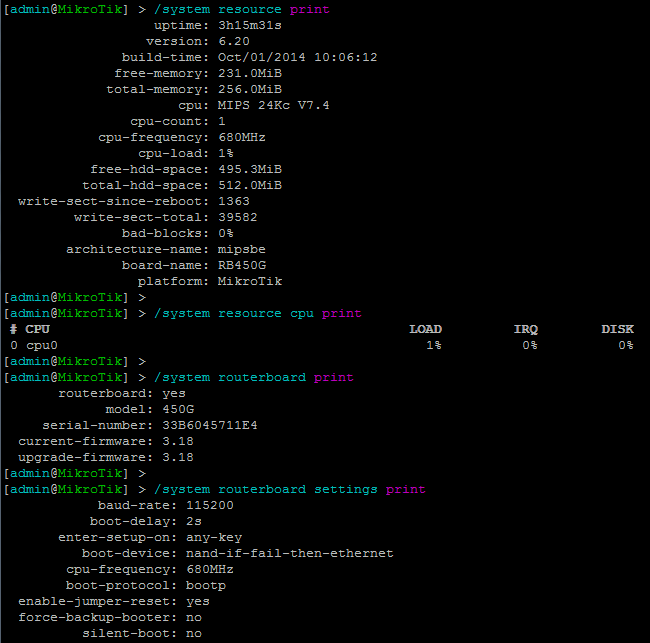 [admin@MikroTik] > /system resource print
uptime: 3h15m31s
version: 6.20
build-time: Oct/01/2014 10:06:12
free-memory: 231.0MiB
total-memory: 256.0MiB
cpu: MIPS 24Kc V7.4
cpu-count: 1
cpu-frequency: 680MHz
cpu-load: 1%
free-hdd-space: 495.3MiB
total-hdd-space: 512.0MiB
write-sect-since-reboot: 1363
write-sect-total: 39582
bad-blocks: 0%
architecture-name: mipsbe
board-name: RB450G
platform: MikroTik
[admin@MikroTik] >
[admin@MikroTik] > /system resource cpu print
# CPU LOAD IRQ DISK
0 cpu0 1% 0% 0%
[admin@MikroTik] >
[admin@MikroTik] > /system routerboard print
routerboard: yes
model: 450G
serial-number: 33B6045711E4
current-firmware: 3.18
upgrade-firmware: 3.18
[admin@MikroTik] >
[admin@MikroTik] > /system routerboard settings print
baud-rate: 115200
boot-delay: 2s
enter-setup-on: any-key
boot-device: nand-if-fail-then-ethernet
cpu-frequency: 680MHz
boot-protocol: bootp
enable-jumper-reset: yes
force-backup-booter: no
silent-boot: no